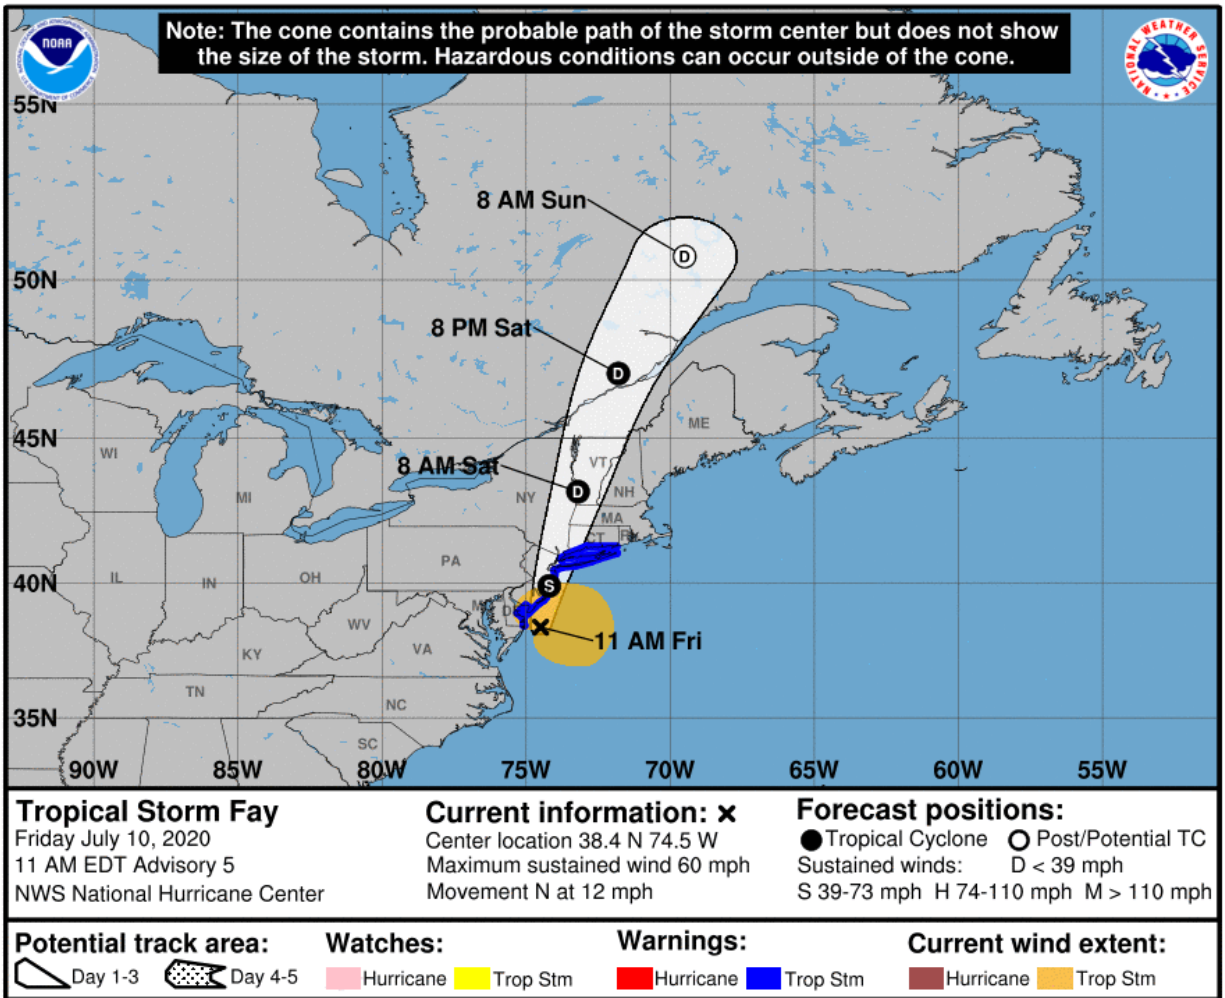 Note: The cone contains the probable path of the storm center but does not show
the size of the storm. Hazardous conditions can occur outside of the cone.
NOAA
NATIONAL WEATHER SERVICE
55N
8 AM Sun
D
50N
8 PM Sat
D
45N
ME
WI
8 AM Sat
VT
D
NY
NH
MI
MA
CT
RI
PA
40N
IL
IN
OH
S
11 AM Fri
WV
VA
KY
TN
NC
35N
SC
90W
85W
80W
75W
70W
65W
60W
55W
Tropical Storm Fay
Friday July 10, 2020
11 AM EDT Advisory 5
NWS National Hurricane Center
Current information: x
Center location 38.4 N 74.5 W
Maximum sustained wind 60 mph
Movement N at 12 mph
Forecast positions:
Tropical Cyclone Post/Potential TC
Sustained winds: D < 39 mph
S 39-73 mph H 74-110 mph M > 110 mph
Potential track area:
Day 1-3 Day 4-5
Watches:
Hurricane Trop Stm
Warnings:
Hurricane Trop Stm
Current wind extent:
Hurricane Trop Stm